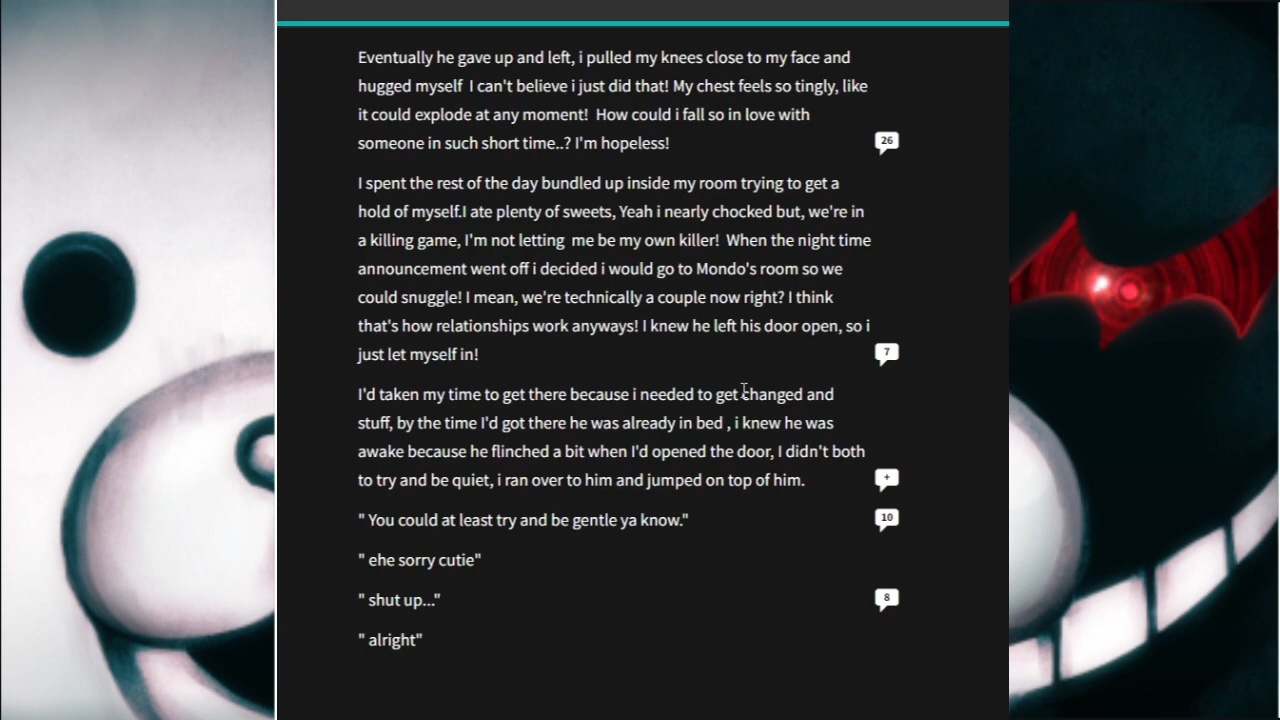 Eventually he gave up and left, i pulled my knees close to my face and
hugged myself  I can't believe i just did that! My chest feels so tingly, like
it could explode at any moment!  How could i fall so in love with
someone in such short time..? I'm hopeless!
26
I spent the rest of the day bundled up inside my room trying to get a
hold of myself.I ate plenty of sweets, Yeah i nearly chocked but, we're in
a killing game, I'm not letting  me be my own killer!  When the night time
announcement went off i decided i would go to Mondo's room so we
could snuggle! I mean, we're technically a couple now right? I think
that's how relationships work anyways! I knew he left his door open, so i
just let myself in!
7
I'd taken my time to get there because i needed to get changed and
stuff, by the time I'd got there he was already in bed , i knew he was
awake because he flinched a bit when I'd opened the door, I didn't both
to try and be quiet, i ran over to him and jumped on top of him.
+
" You could at least try and be gentle ya know."
10
" ehe sorry cutie"
" shut up..."
8
" alright"